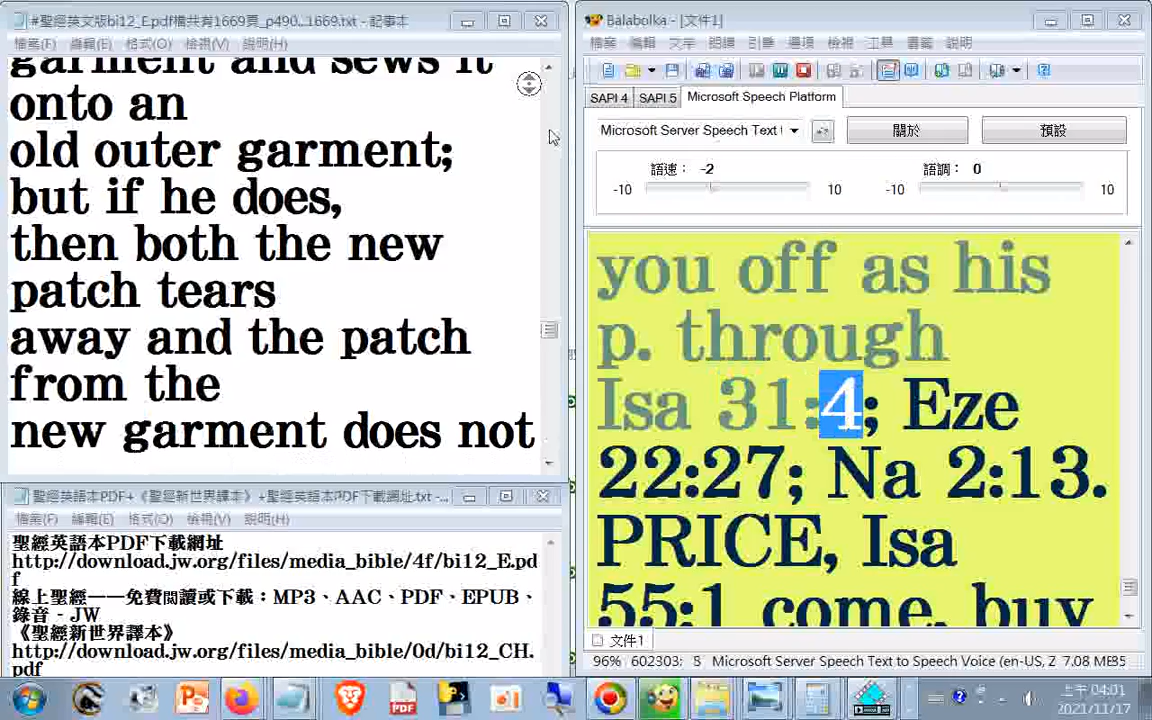 #聖經英文版bi12_E.pdf檔共有1669頁_p490...1669.txt - 記事本
檔案(F) 編輯(E) 格式(O) 檢視(V) 說明(H)
garment and sews it
onto an
old outer garment;
but if he does,
then both the new
patch tears
away and the patch
from the
new garment does not
聖經英語本PDF+《聖經新世界譯本》+聖經英語本PDF下載網址.txt - ...
檔案(F) 編輯(E) 格式(O) 檢視(V) 說明(H)
聖經英語本PDF下載網址
http://download.jw.org/files/media_bible/4f/bi12_E.pd
f
線上聖經——免費閱讀或下載：MP3、AAC、PDF、EPUB、
錄音 - JW
《聖經新世界譯本》
http://download.jw.org/files/media_bible/0d/bi12_CH.
pdf
Balabolka - [文件1]
檔案 編輯 文字 朗讀 引擎 選項 檢視 工具 書籤 說明
SAPI 4 SAPI 5 Microsoft Speech Platform
Microsoft Server Speech Text
關於 預設
語速： -2 語調： 0
-10 10 -10 10
you off as his
p. through
Isa 31:4; Eze
22:27; Na 2:13.
PRICE, Isa
55:1 come, buy
文件1
96% 602303: 8 Microsoft Server Speech Text to Speech Voice (en-US, Z 7.08 MB
PDF
上午 04:01
2021/11/17